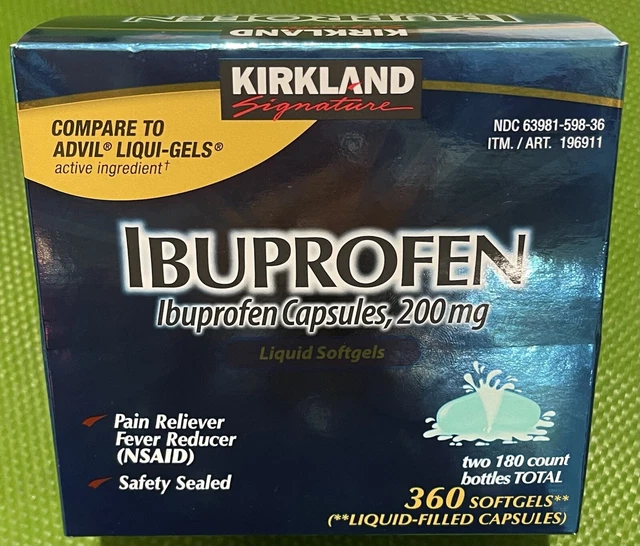 IBUPROFEN
KIRKLAND
KIRKLAND
Signature
COMPARE TO
ADVIL® LIQUI-GELS®
active ingredient†
NDC 63981-598-36
ITM. / ART. 196911
IBUPROFEN
Ibuprofen Capsules, 200 mg
Liquid Softgels
Pain Reliever
Fever Reducer
(NSAID)
Safety Sealed
two 180 count
bottles TOTAL
360 SOFTGELS**
(**LIQUID-FILLED CAPSULES)